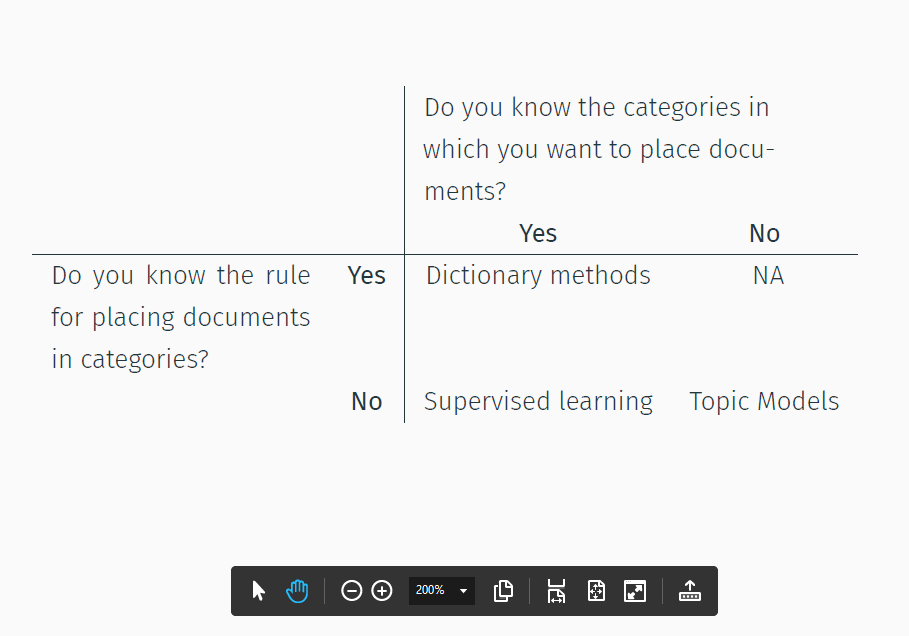 Do you know the categories in
which you want to place docu-
ments?
Yes No
Do you know the rule Yes Dictionary methods NA
for placing documents
in categories?
No Supervised learning Topic Models
200%